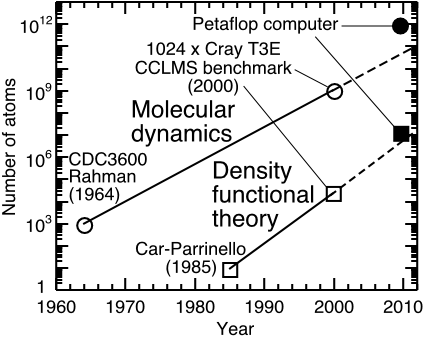 10^12
Petaflop computer
1024 x Cray T3E
CCLMS benchmark
(2000)
10^9
Molecular
dynamics
Number of atoms
10^6
CDC3600
Rahman
(1964)
Density
functional
theory
10^3
Car-Parrinello
(1985)
1
1960 1970 1980 1990 2000 2010
Year